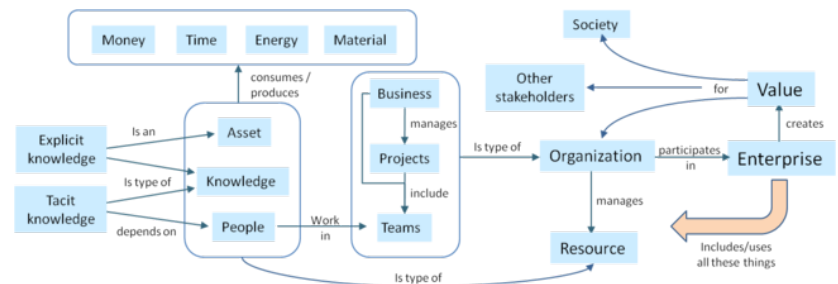 Money
Time
Energy
Material
Society
consumes /
produces
Other
stakeholders
for
Value
Business
manages
Projects
include
Teams
creates
Explicit
knowledge
Is an
Asset
Is type of
Knowledge
Tacit
knowledge
depends on
People
Work
in
Is type of
Organization
participates
in
Enterprise
manages
Resource
Includes/uses
all these things
Is type of